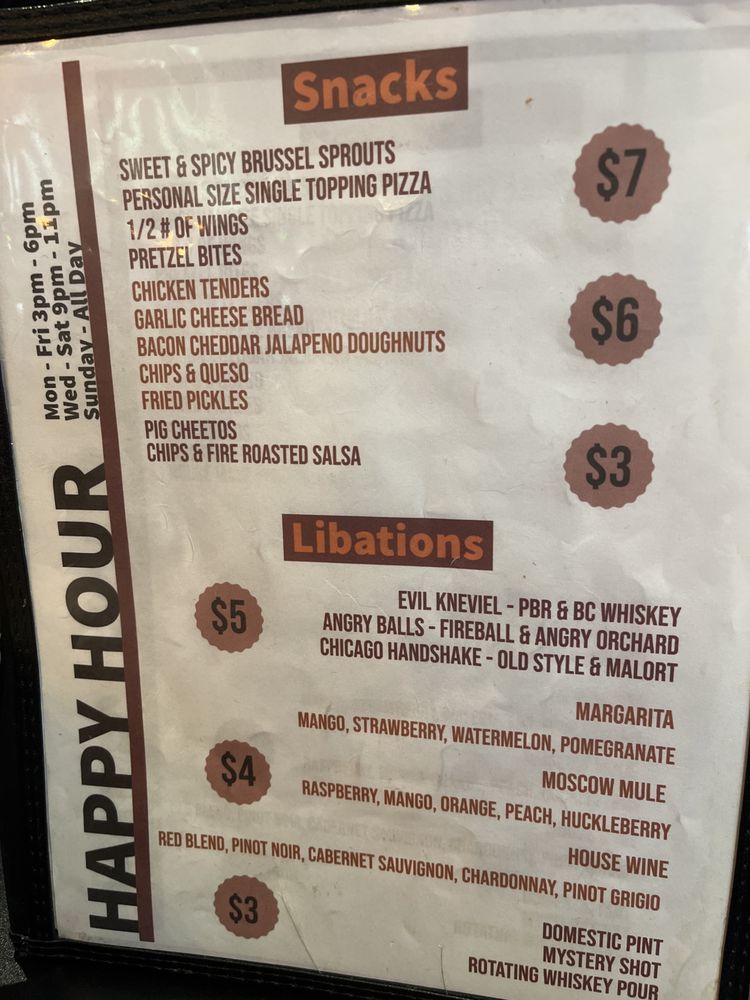 Snacks
SWEET & SPICY BRUSSEL SPROUTS
PERSONAL SIZE SINGLE TOPPING PIZZA
1/2 # OF WINGS
PRETZEL BITES
$7
CHICKEN TENDERS
GARLIC CHEESE BREAD
BACON CHEDDAR JALAPENO DOUGHNUTS
CHIPS & QUESO
FRIED PICKLES
$6
PIG CHEETOS
CHIPS & FIRE ROASTED SALSA
$3
Libations
$5
EVIL KNEVIEL - PBR & BC WHISKEY
ANGRY BALLS - FIREBALL & ANGRY ORCHARD
CHICAGO HANDSHAKE - OLD STYLE & MALORT
$4
MARGARITA
MANGO, STRAWBERRY, WATERMELON, POMEGRANATE
MOSCOW MULE
RASPBERRY, MANGO, ORANGE, PEACH, HUCKLEBERRY
HOUSE WINE
RED BLEND, PINOT NOIR, CABERNET SAUVIGNON, CHARDONNAY, PINOT GRIGIO
$3
DOMESTIC PINT
MYSTERY SHOT
ROTATING WHISKEY POUR
HAPPY HOUR
Mon - Fri 3pm - 6pm
Wed - Sat 9pm - 11pm
Sunday - All Day